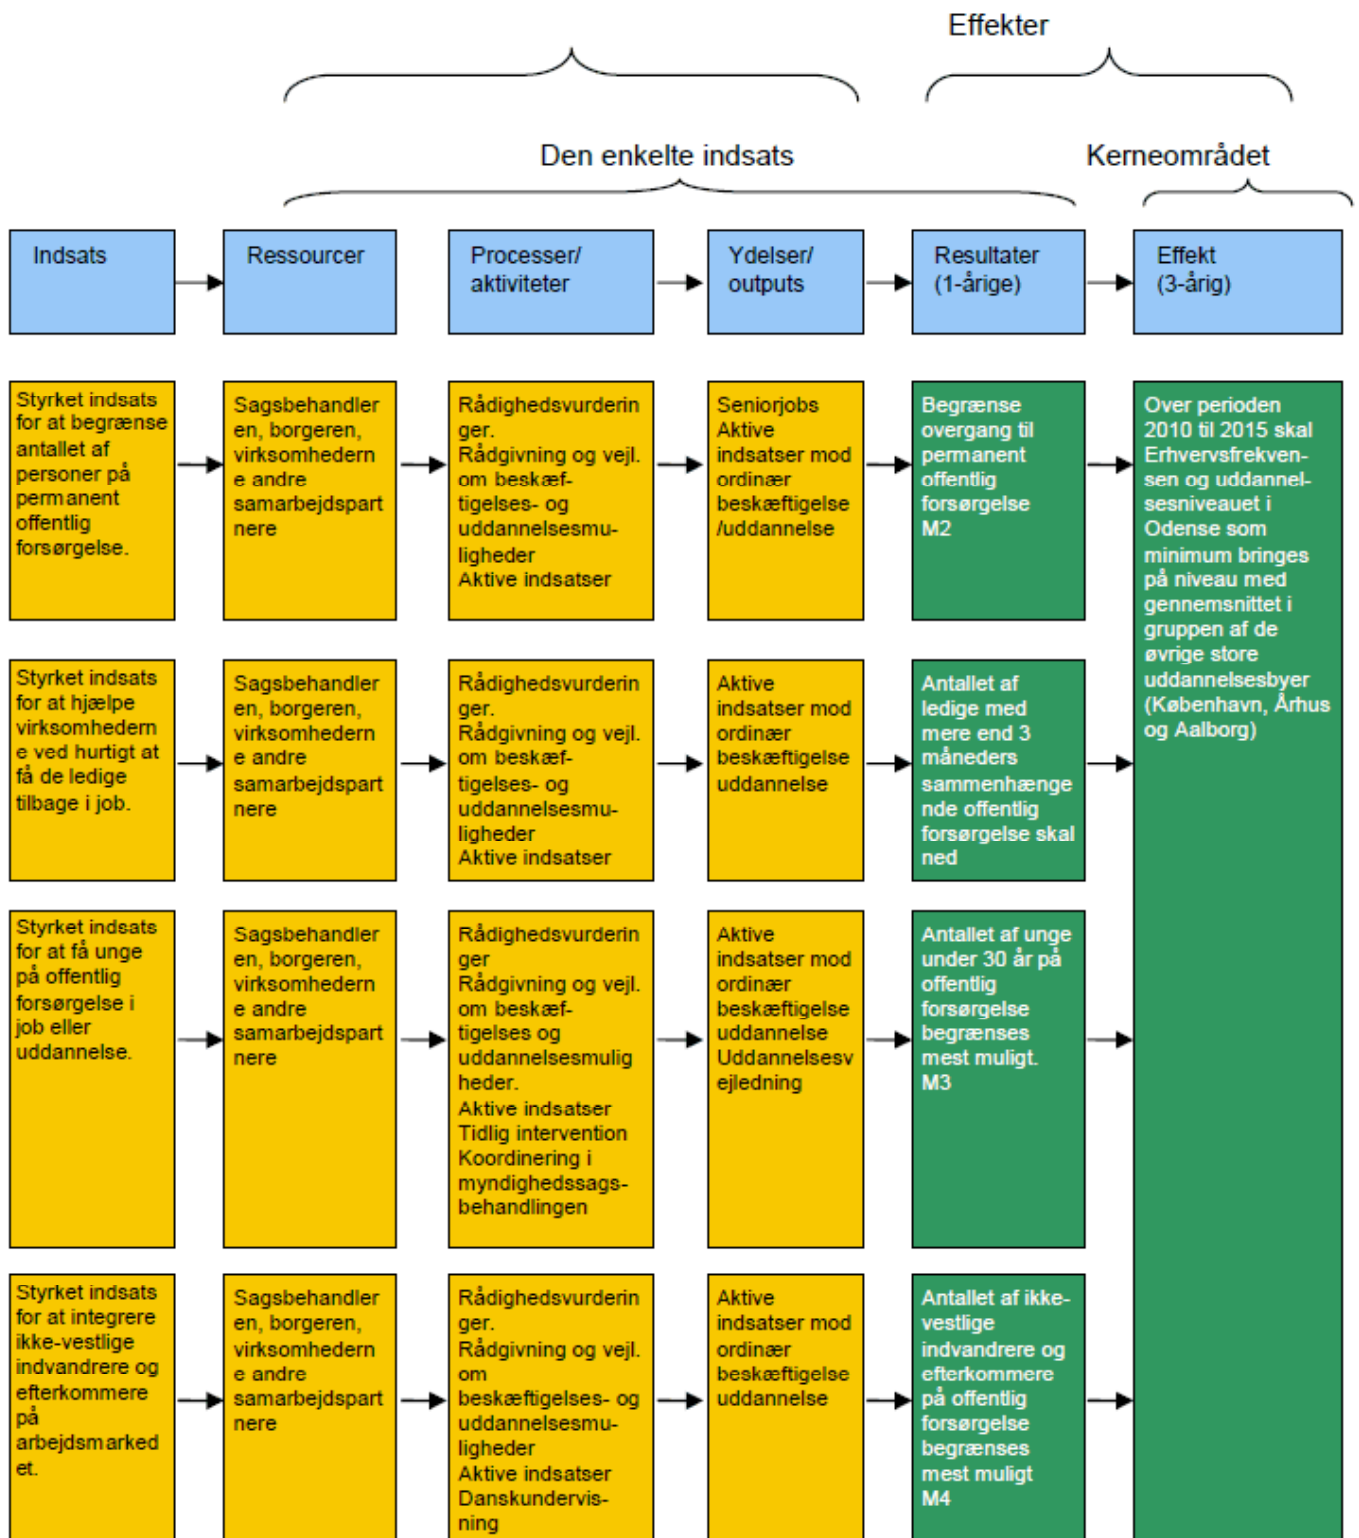 Effekter
Den enkelte indsats
Kerneområdet
Indsats
Ressourcer
Processer/
aktiviteter
Ydelser/
outputs
Resultater
(1-årige)
Effekt
(3-årig)
Styrket indsats
for at begrænse
antallet af
personer på
permanent
offentlig
forsørgelse.
Sagsbehandler
en, borgeren,
virksomhedern
e andre
samarbejdspart
nere
Rådighedsvurderin
ger.
Rådgivning og vejl.
om beskæf-
tigelses- og
uddannelsesmu-
ligheder
Aktive indsatser
Seniorjobs
Aktive
indsatser mod
ordinær
beskæftigelse
/uddannelse
Begrænse
overgang til
permanent
offentlig
forsørgelse
M2
Over perioden
2010 til 2015 skal
Erhvervsfrekven-
sen og uddannel-
sesniveauet i
Odense som
minimum bringes
på niveau med
gennemsnittet i
gruppen af de
øvrige store
uddannelsesbyer
(København, Århus
og Aalborg)
Styrket indsats
for at hjælpe
virksomhedern
e ved hurtigt at
få de ledige
tilbage i job.
Sagsbehandler
en, borgeren,
virksomhedern
e andre
samarbejdspart
nere
Rådighedsvurderin
ger.
Rådgivning og vejl.
om beskæf-
tigelses- og
uddannelsesmu-
ligheder
Aktive indsatser
Aktive
indsatser mod
ordinær
beskæftigelse
uddannelse
Antallet af
ledige med
mere end 3
måneders
sammenhænge
nde offentlig
forsørgelse skal
ned
Styrket indsats
for at få unge
på offentlig
forsørgelse i
job eller
uddannelse.
Sagsbehandler
en, borgeren,
virksomhedern
e andre
samarbejdspart
nere
Rådighedsvurderin
ger
Rådgivning og vejl.
om beskæf-
tigelses og
uddannelsesmulig
heder.
Aktive indsatser
Tidlig intervention
Koordinering i
myndighedssags-
behandlingen
Aktive
indsatser mod
ordinær
beskæftigelse
uddannelse
Uddannelsesv
ejledning
Antallet af unge
under 30 år på
offentlig
forsørgelse
begrænses
mest muligt.
M3
Styrket indsats
for at integrere
ikke-vestlige
indvandrere og
efterkommere
på
arbejdsmarked
et.
Sagsbehandler
en, borgeren,
virksomhedern
e andre
samarbejdspart
nere
Rådighedsvurderin
ger.
Rådgivning og vejl.
om
beskæftigelses- og
uddannelsesmu-
ligheder
Aktive indsatser
Danskundervis-
ning
Aktive
indsatser mod
ordinær
beskæftigelse
uddannelse
Antallet af ikke-
vestlige
indvandrere og
efterkommere
på offentlig
forsørgelse
begrænses
mest muligt
M4